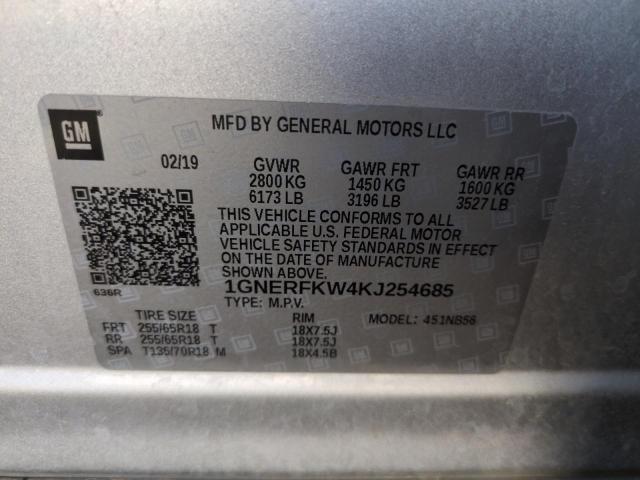 GM
MFD BY GENERAL MOTORS LLC
02/19 GVWR GAWR FRT GAWR RR
2800 KG 1450 KG 1600 KG
6173 LB 3196 LB 3527 LB
THIS VEHICLE CONFORMS TO ALL
APPLICABLE U.S. FEDERAL MOTOR
VEHICLE SAFETY STANDARDS IN EFFECT
ON THE DATE OF MANUFACTURE
SHOWN ABOVE.
636R
1GNERFKW4KJ254685
TYPE: M.P.V.
TIRE SIZE RIM MODEL: 451NB56
FRT 255/65R18 T 18X7.5J
RR 255/65R18 T 18X7.5J
SPA T135/70R18 M 18X4.5B